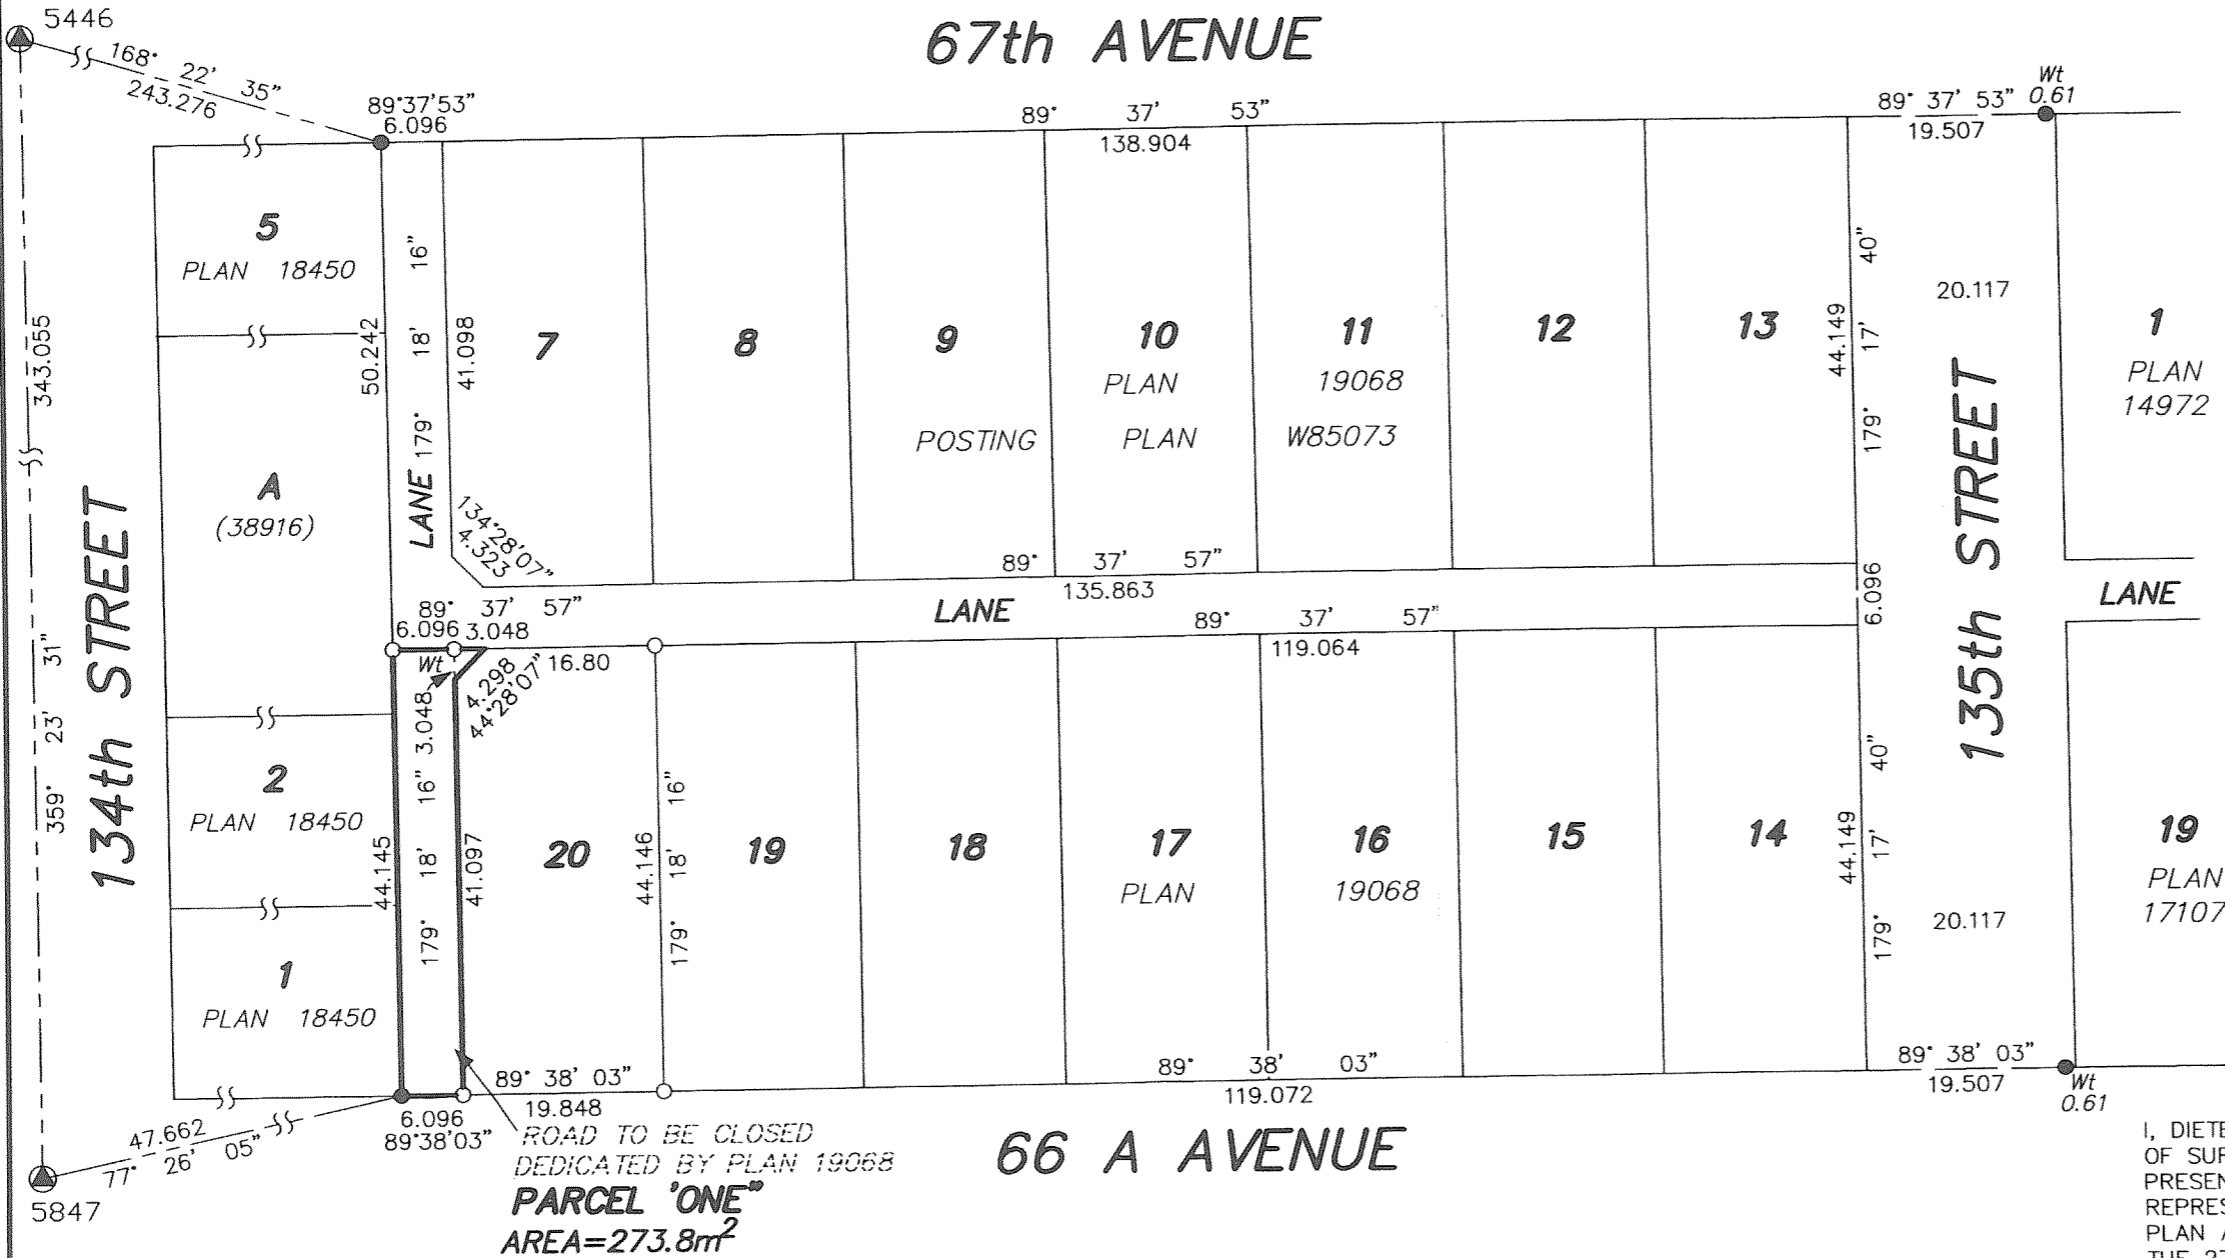 5446
67th AVENUE
168° 22' 35"
243.276
89°37'53"
6.096
89° 37' 53"
138.904
89° 37' 53"
19.507
Wt
0.61
5
PLAN 18450
343.055
359° 23' 31"
134th STREET
A
(38916)
50.242
LANE 179° 18' 16"
41.098
7
8
9
10
11
12
13
PLAN 19068
POSTING PLAN W85073
44.149
179° 17' 40"
20.117
135th STREET
1
PLAN
14972
134°28'07"
4.323
89° 37' 57"
135.863
LANE
6.096
LANE
89° 37' 57"
6.096 3.048
Wt
16.80
4.298
44°28'07"
89° 37' 57"
119.064
2
PLAN 18450
1
PLAN 18450
44.145
179° 18' 16" 3.048
41.097
20
44.146
179° 18' 16"
19
18
17
16
15
14
PLAN 19068
44.149
179° 17' 40"
20.117
19
PLAN
17107
47.662
77° 26' 05"
5847
6.096
89°38'03"
89° 38' 03"
19.848
89° 38' 03"
119.072
89° 38' 03"
19.507
Wt
0.61
ROAD TO BE CLOSED
DEDICATED BY PLAN 19068
PARCEL 'ONE"
AREA=273.8m²
66 A AVENUE
I, DIETE
OF SUR
PRESEN
REPRES
PLAN A